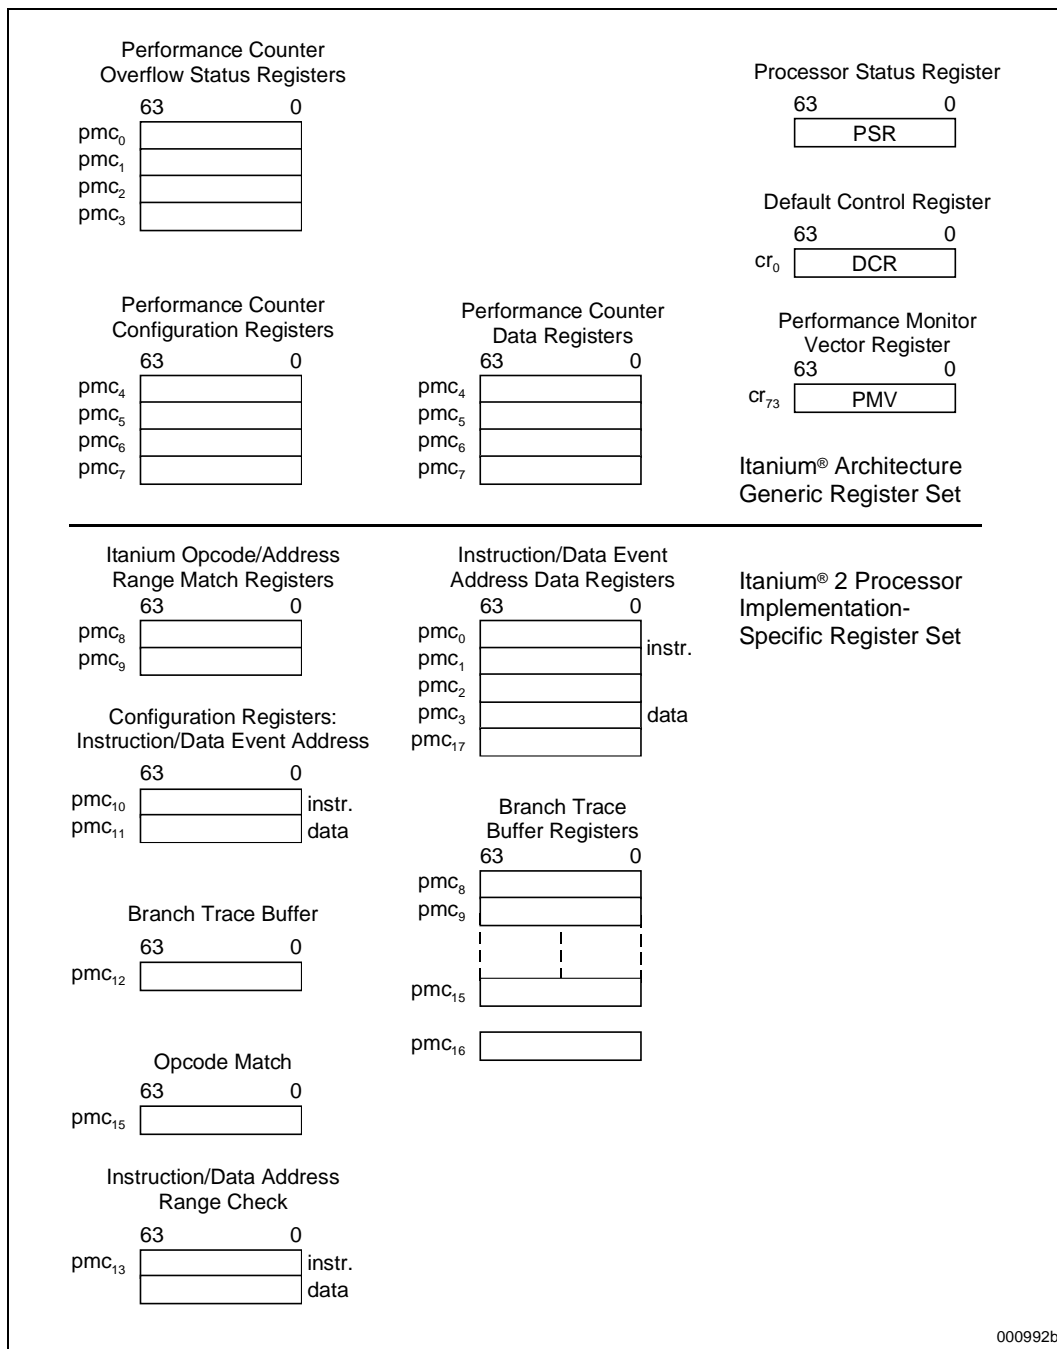 Performance Counter
Overflow Status Registers
63 0
pmc₀
pmc₁
pmc₂
pmc₃
Processor Status Register
63 0
PSR
Default Control Register
63 0
cr₀ DCR
Performance Counter
Configuration Registers
63 0
pmc₄
pmc₅
pmc₆
pmc₇
Performance Counter
Data Registers
63 0
pmc₄
pmc₅
pmc₆
pmc₇
Performance Monitor
Vector Register
63 0
cr₇₃ PMV
Itanium® Architecture
Generic Register Set
Itanium Opcode/Address
Range Match Registers
63 0
pmc₈
pmc₉
Instruction/Data Event
Address Data Registers
63 0
pmc₀
instr.
pmc₁
pmc₂
pmc₃ data
pmc₁₇
Itanium® 2 Processor
Implementation-
Specific Register Set
Configuration Registers:
Instruction/Data Event Address
63 0
pmc₁₀ instr.
pmc₁₁ data
Branch Trace
Buffer Registers
63 0
pmc₈
pmc₉
pmc₁₅
pmc₁₆
Branch Trace Buffer
63 0
pmc₁₂
Opcode Match
63 0
pmc₁₅
Instruction/Data Address
Range Check
63 0
pmc₁₃ instr.
data
000992b